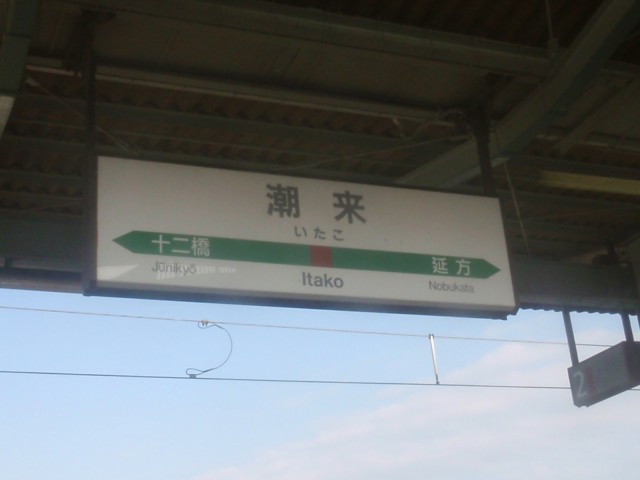 潮来
いたこ
十二橋
延方
Jūnikyō
Itako
Nobukata
2